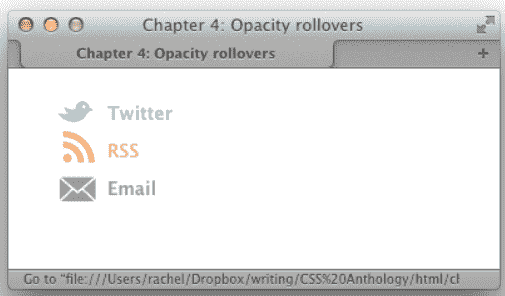 Chapter 4: Opacity rollovers
Chapter 4: Opacity rollovers
+
Twitter
RSS
Email
Go to "file:///Users/rachel/Dropbox/writing/CSS%20Anthology/html/cl